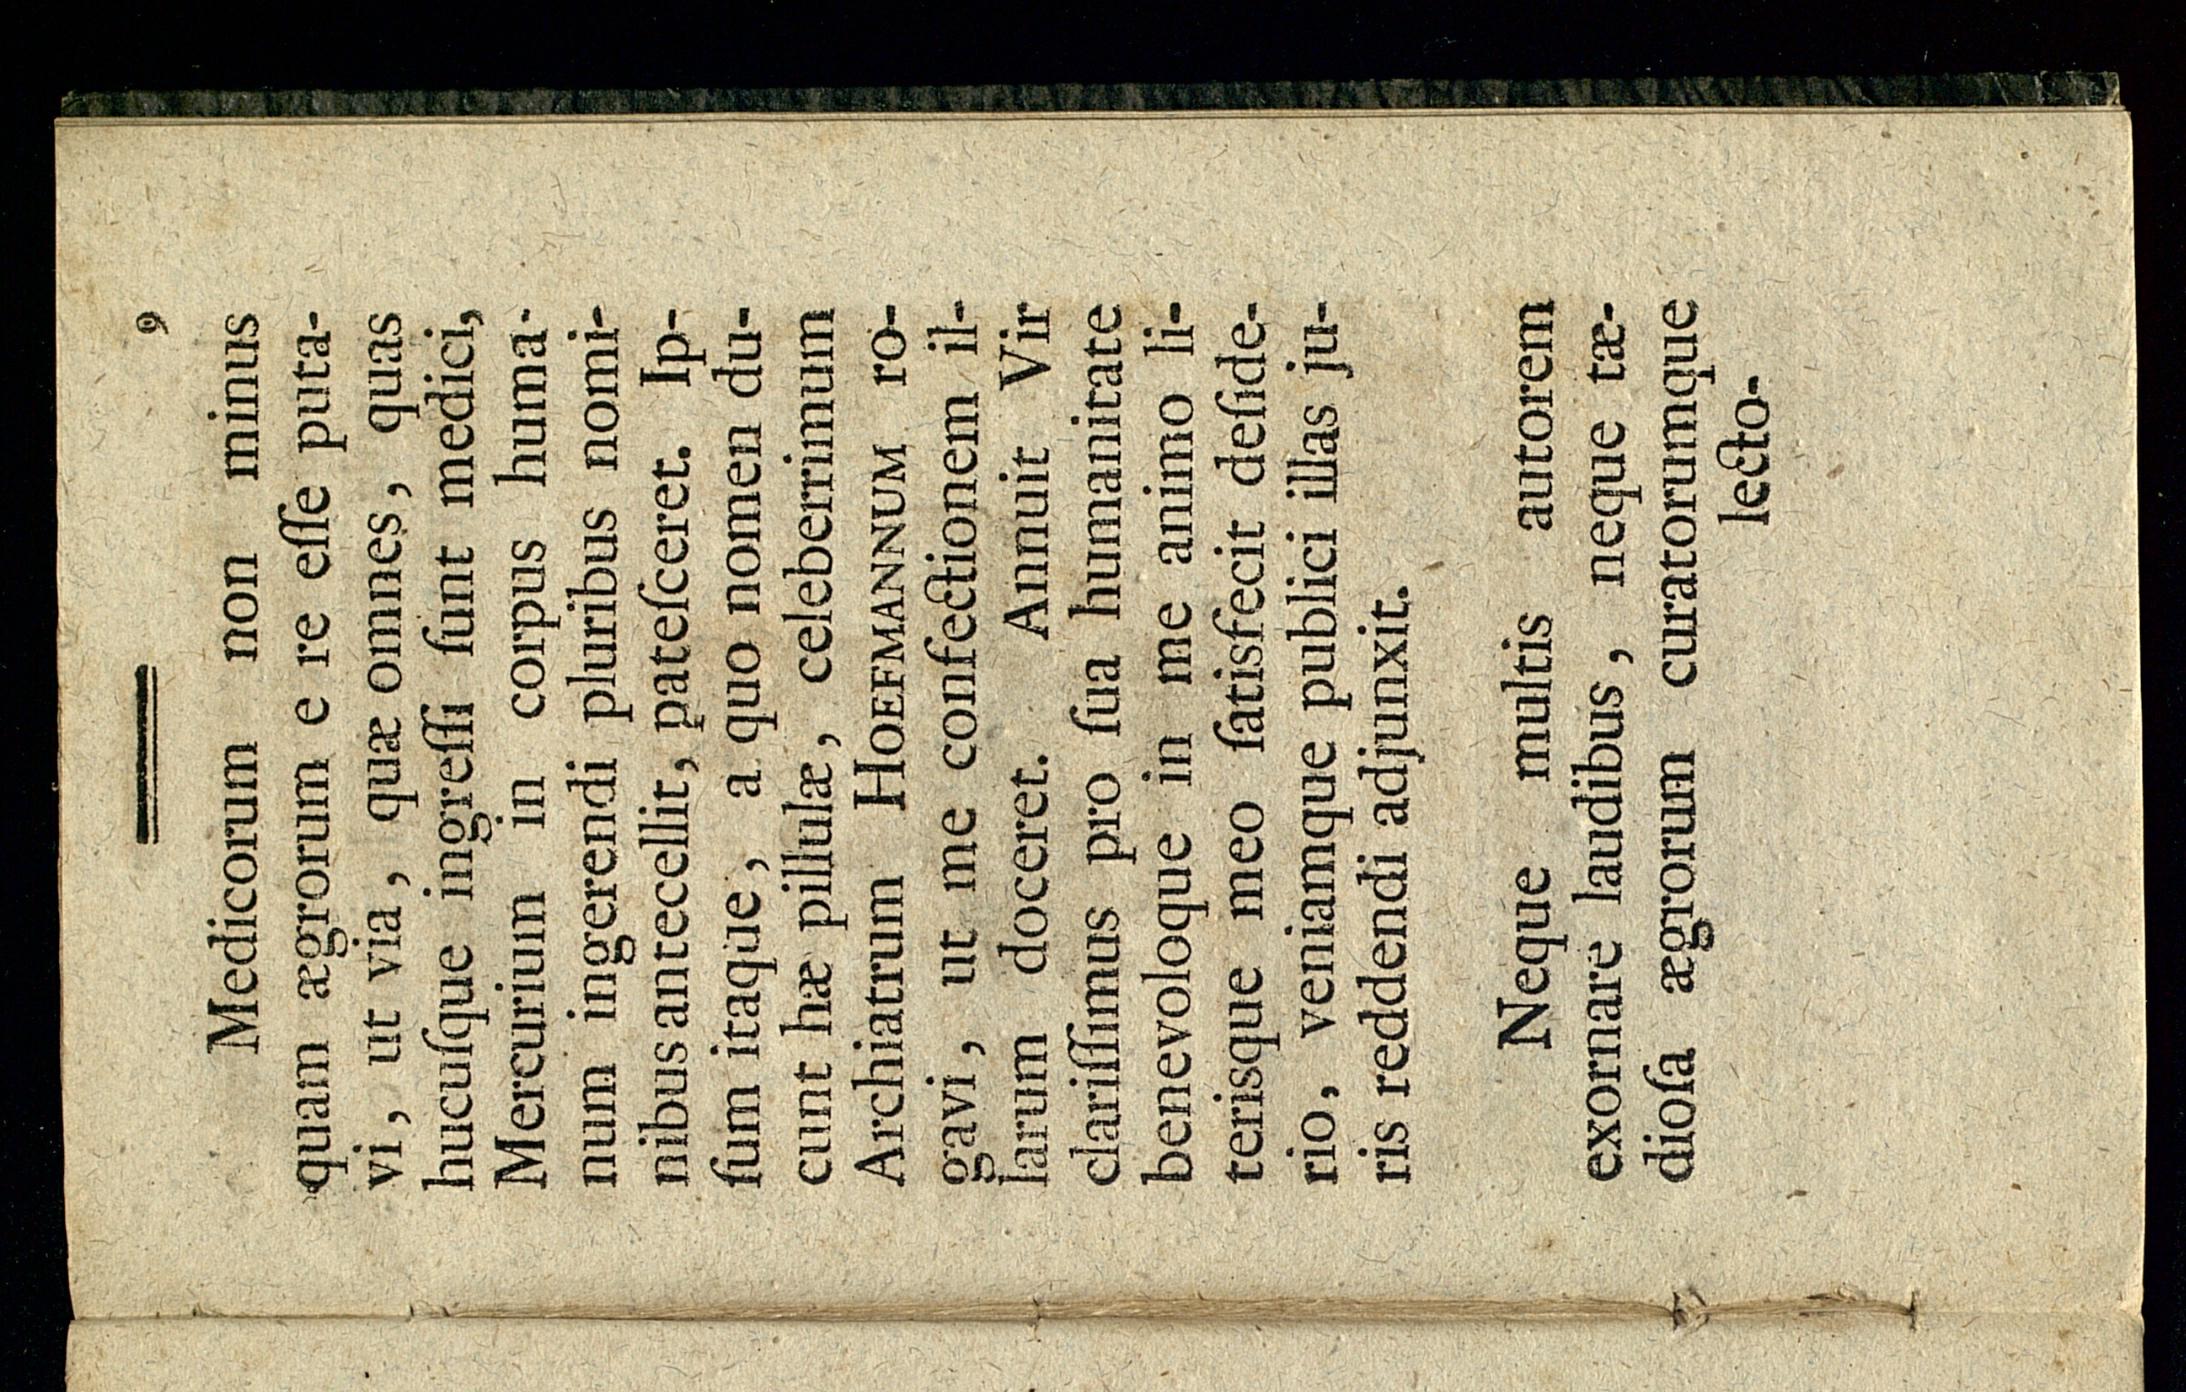 9
Medicorum non minus
quam ægrorum e re eſſe puta-
vi, ut via, quæ omnes, quas
hucuſque ingreſſi ſunt medici,
Mercurium in corpus huma-
num ingerendi pluribus nomi-
nibus antecellit, pateſceret. Ip-
ſum itaque, a quo nomen du-
cunt hæ pillulæ, celeberrimum
Archiatrum HOEFMANNUM ro-
gavi, ut me confectionem il-
larum doceret. Annuit Vir
clariſſimus pro ſua humanitate
benevoloque in me animo li-
terisque meo ſatisfecit deſide-
rio, veniamque publici illas ju-
ris reddendi adjunxit.
Neque multis autorem
exornare laudibus, neque tæ-
dioſa ægrorum curatorumque
lecto-